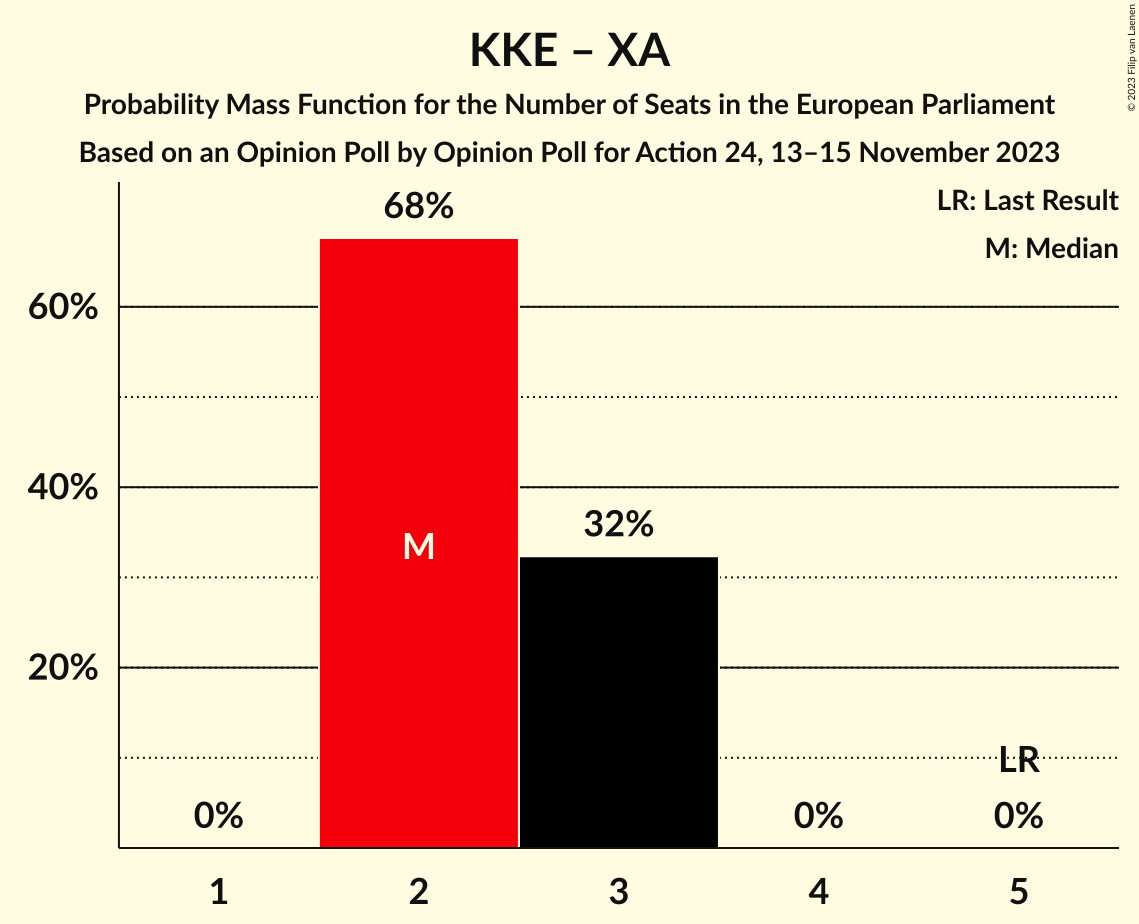 KKE – XA
Probability Mass Function for the Number of Seats in the European Parliament
Based on an Opinion Poll by Opinion Poll for Action 24, 13–15 November 2023
© 2023 Filip van Laenen
LR: Last Result
M: Median
68%
60%
40%
M
32%
20%
LR
0%
0%
0%
1
2
3
4
5